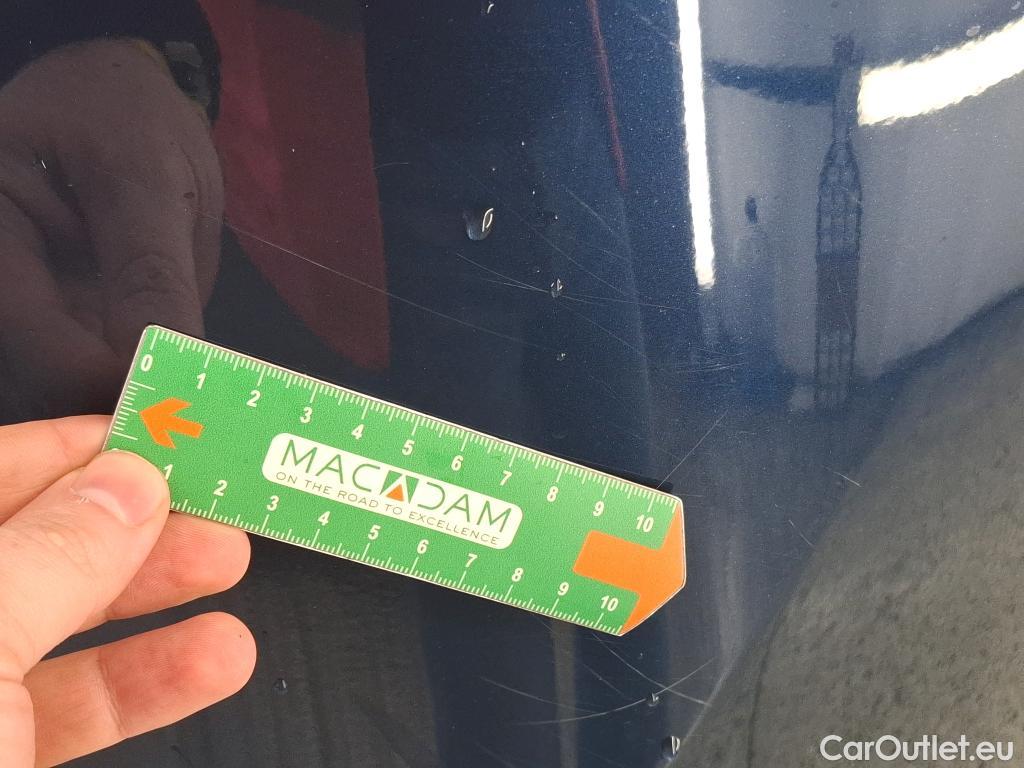 0 1 2 3 4 5 6 7 8 9 10
MACADAM
ON THE ROAD TO EXCELLENCE
1 2 3 4 5 6 7 8 9 10
CarOutlet.eu